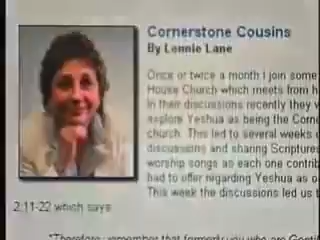 Cornerstone Cousins
By Lonnie Lane
Once or twice a month I join some
House Church which meets from h
In their discussions recently they
explore Yeshua as being the Corn
church. This led to several weeks
discussions and sharing Scriptures
worship songs as each one contrib
had to offer regarding Yeshua as
This week the discussions led us t
2:11-22 which says
"Therefore, remember that formerly you who are Genti